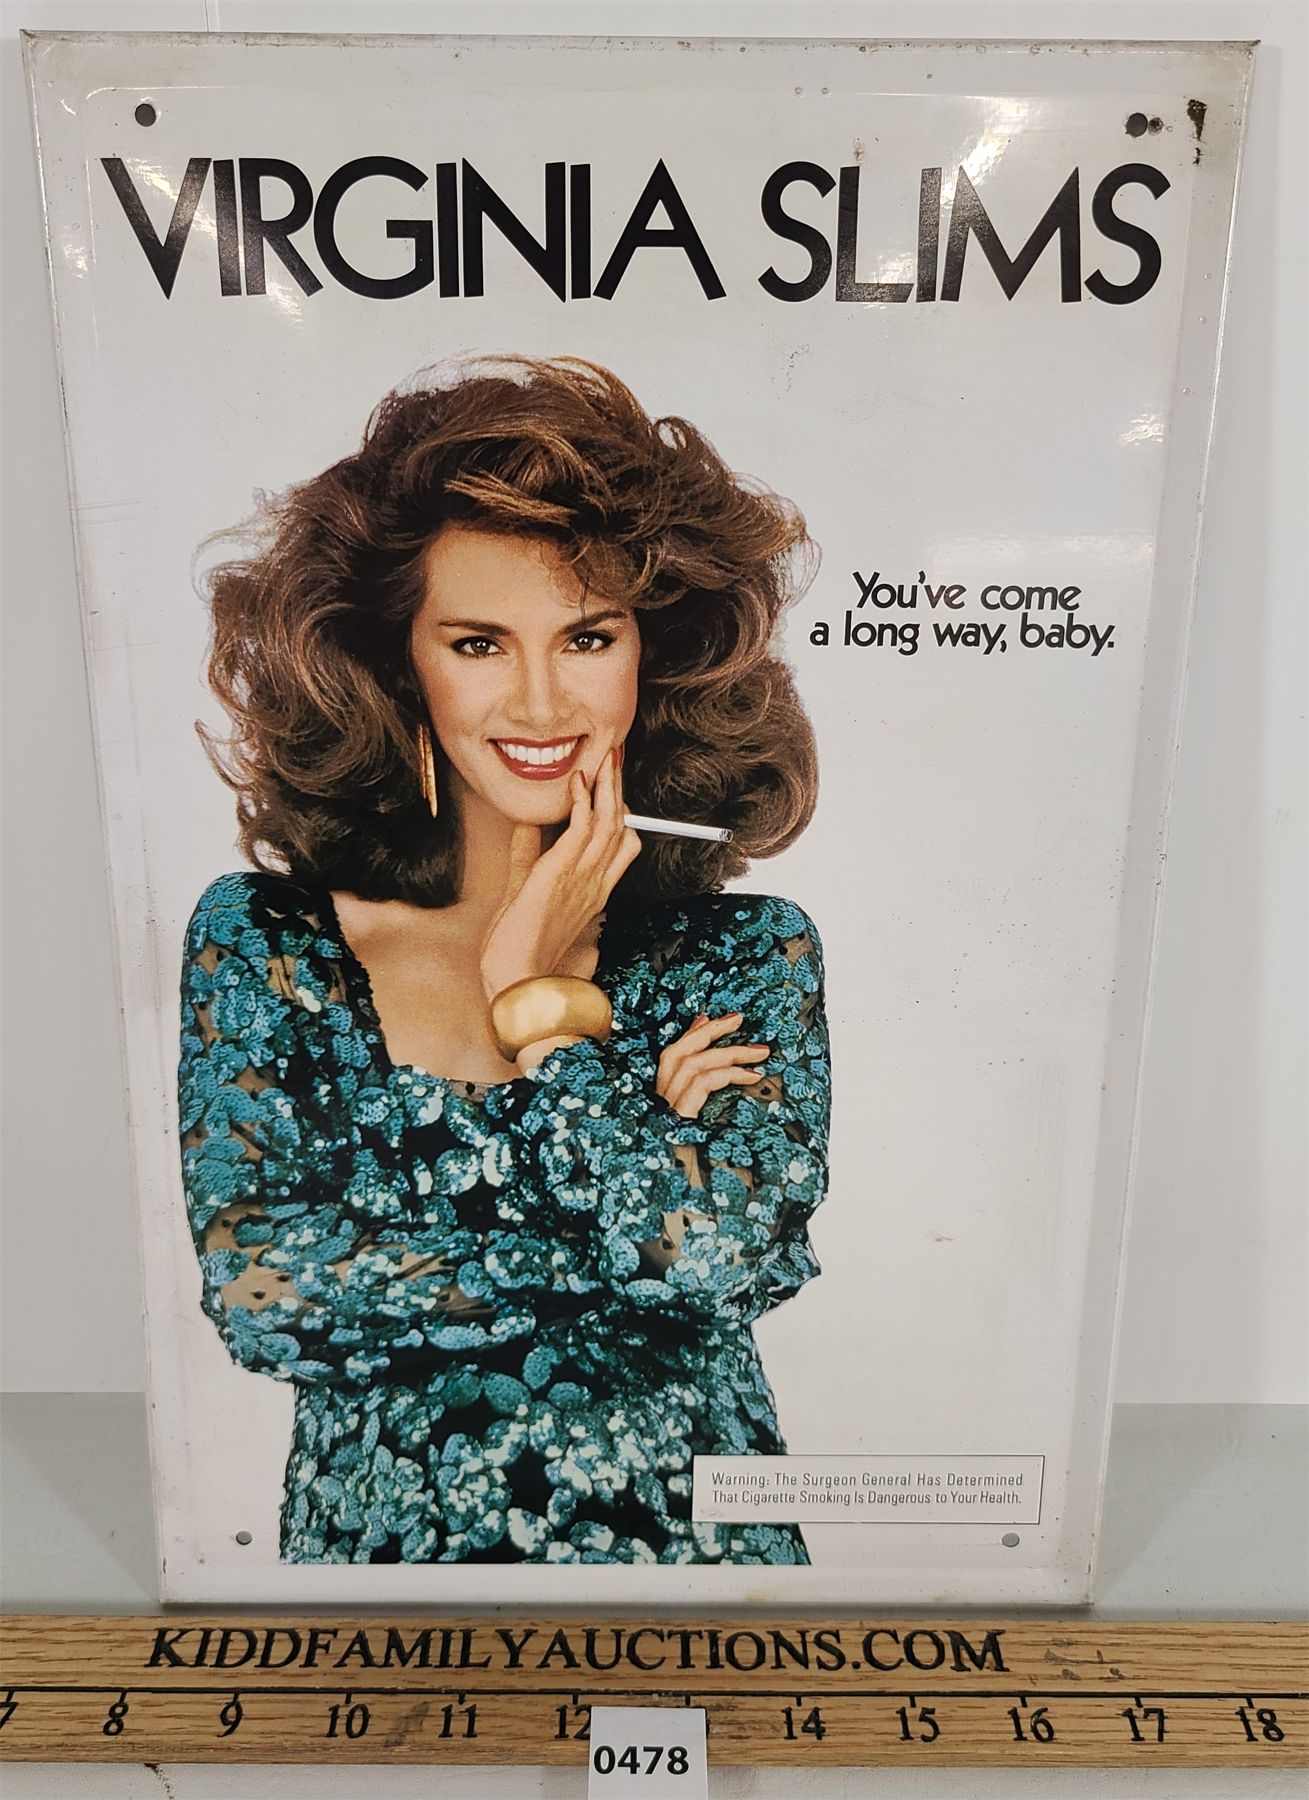 VIRGINIA SLIMS
You've come
a long way, baby.
Warning: The Surgeon General Has Determined
That Cigarette Smoking Is Dangerous to Your Health.
KIDDFAMILYAUCTIONS.COM
7 8 9 10 11 12 14 15 16 17 18
0478